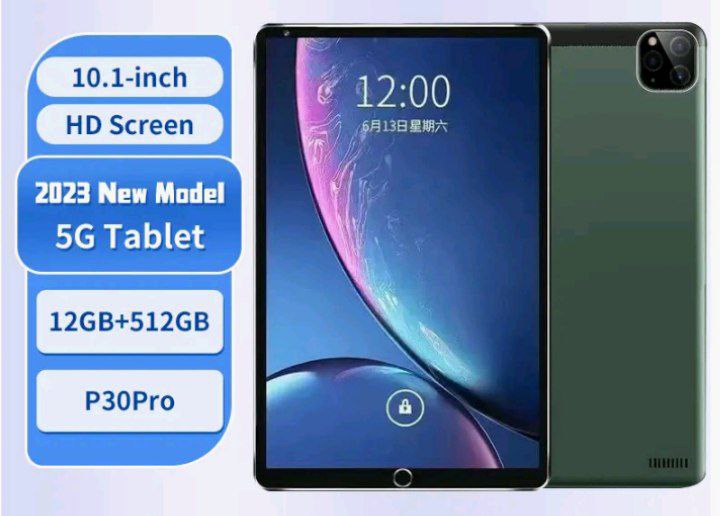 10.1-inch
HD Screen
2023 New Model
5G Tablet
12GB+512GB
P30Pro
12:00
6月13日星期六